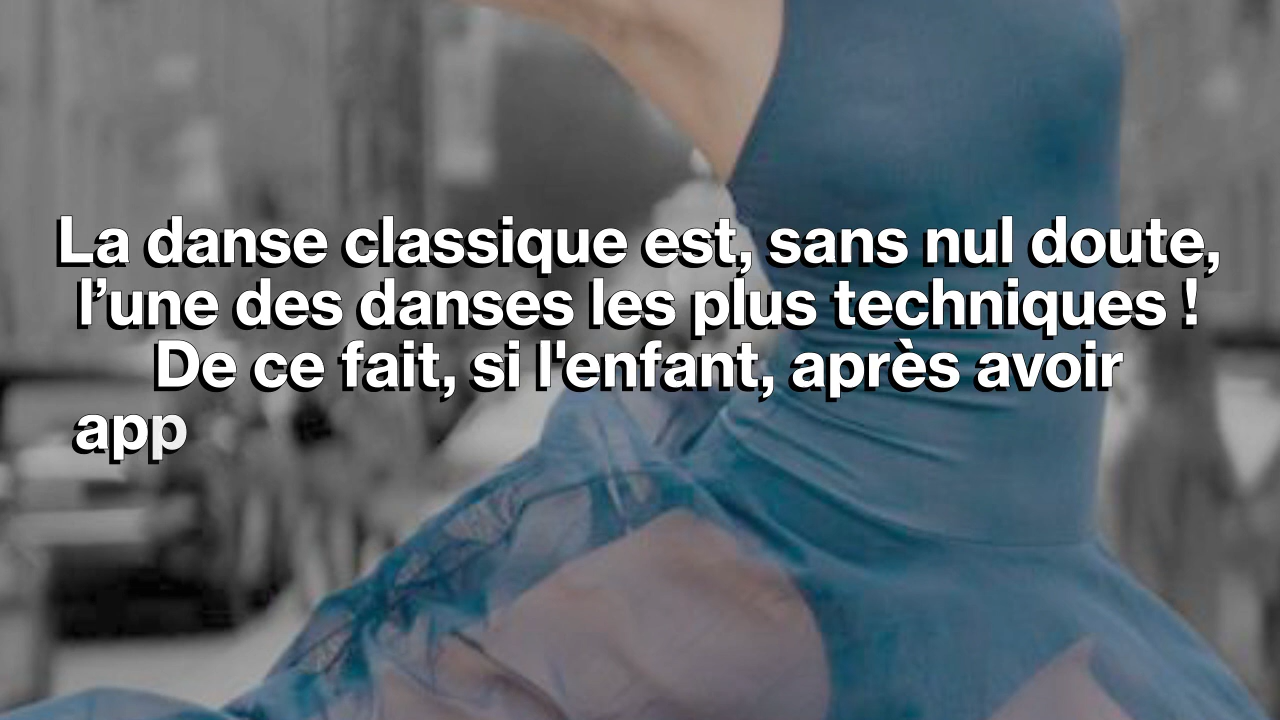 La danse classique est, sans nul doute,
l’une des danses les plus techniques !
De ce fait, si l'enfant, après avoir
app